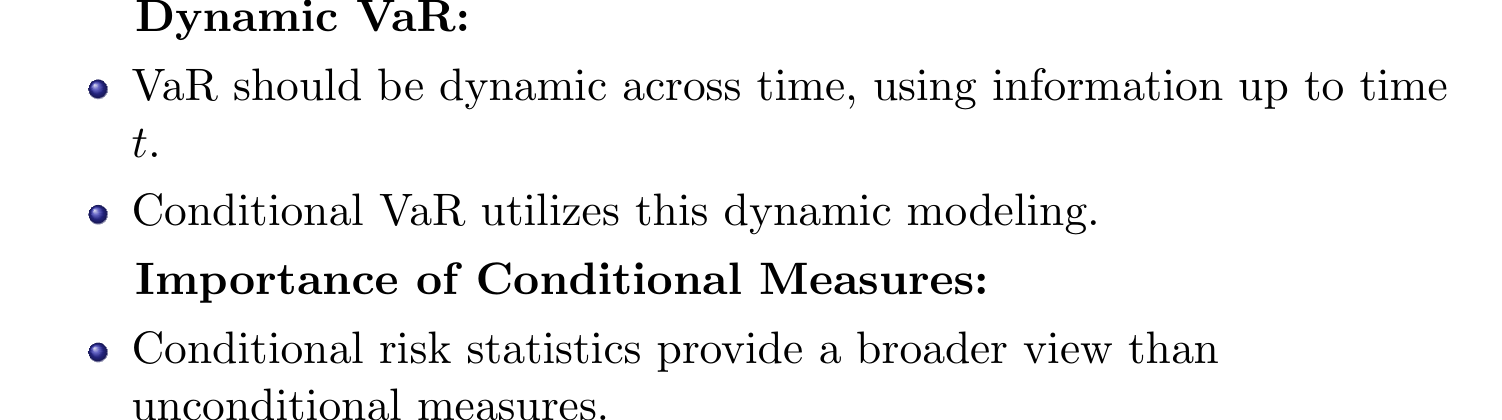 Dynamic VaR:
VaR should be dynamic across time, using information up to time
t.
Conditional VaR utilizes this dynamic modeling.
Importance of Conditional Measures:
Conditional risk statistics provide a broader view than
unconditional measures.